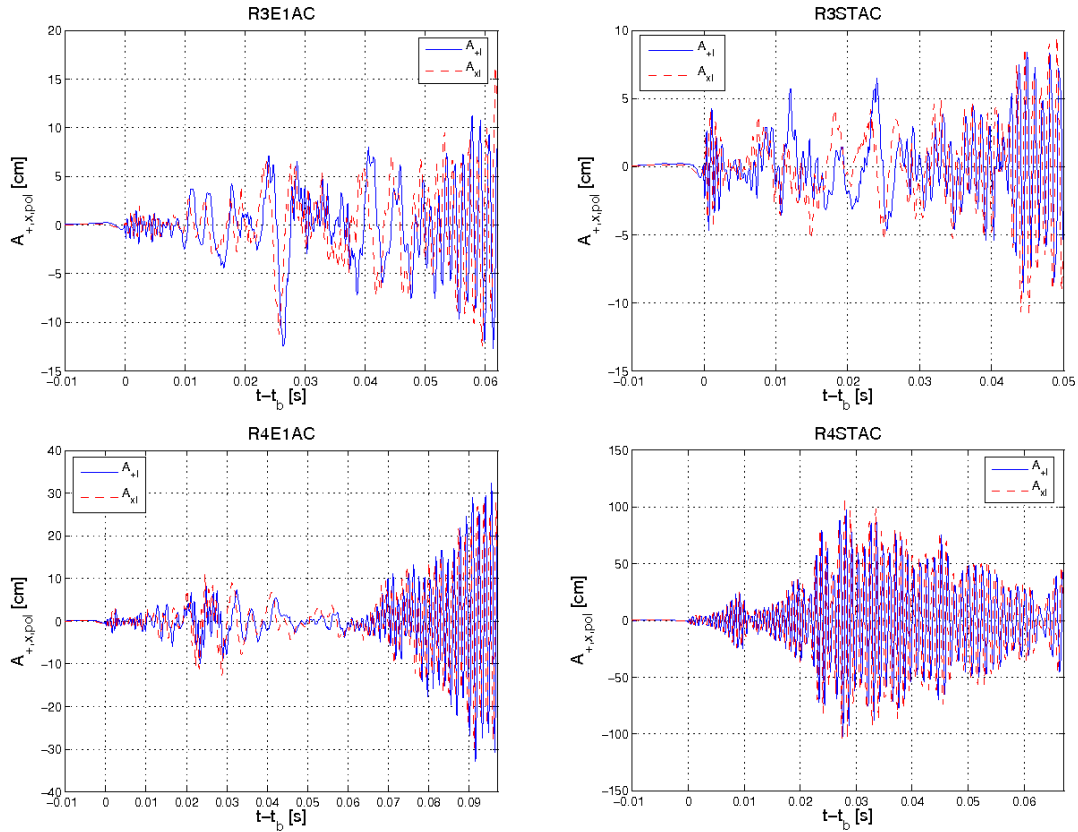 R3E1AC
A+,x,pol [cm]
20
15
10
5
0
−5
−10
−15
A+I
AxI
−0.01 0 0.01 0.02 0.03 0.04 0.05 0.06
t−tb [s]
R3STAC
A+,x,pol [cm]
10
5
0
−5
−10
−15
A+I
AxI
−0.01 0 0.01 0.02 0.03 0.04 0.05
t−tb [s]
R4E1AC
A+,x,pol [cm]
40
30
20
10
0
−10
−20
−30
−40
A+I
AxI
−0.01 0 0.01 0.02 0.03 0.04 0.05 0.06 0.07 0.08 0.09
t−tb [s]
R4STAC
A+,x,pol [cm]
150
100
50
0
−50
−100
−150
A+I
AxI
−0.01 0 0.01 0.02 0.03 0.04 0.05 0.06
t−tb [s]